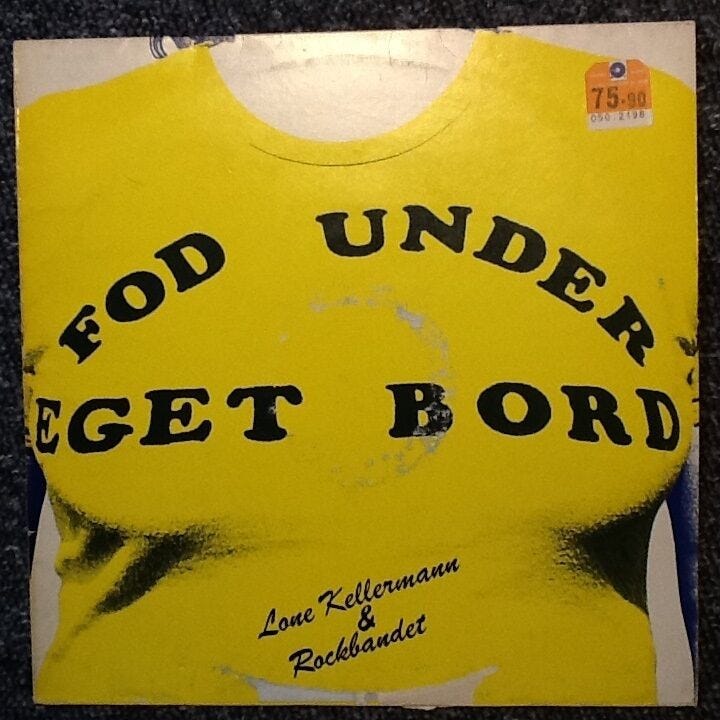 75.90
050.2198
FOD UNDER
EGET BORD
Lone Kellermann
&
Rockbandet